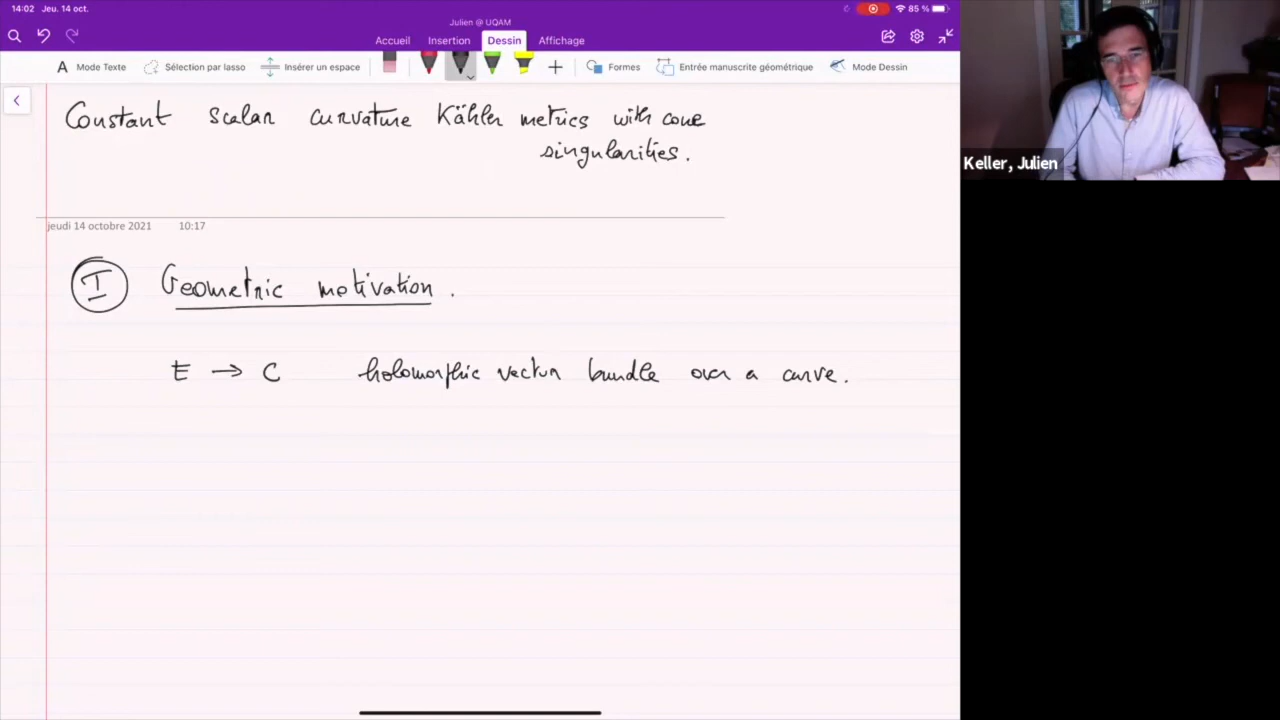 14:02 Jeu. 14 oct.
85 %
Julien @ UQAM
Accueil Insertion Dessin Affichage
A Mode Texte Sélection par lasso Insérer un espace Formes Entrée manuscrite géométrique Mode Dessin
Constant scalar curvature Kähler metrics with cone
singularities.
jeudi 14 octobre 2021 10:17
I Geometric motivation.
E → C holomorphic vector bundle over a curve.
Keller, Julien